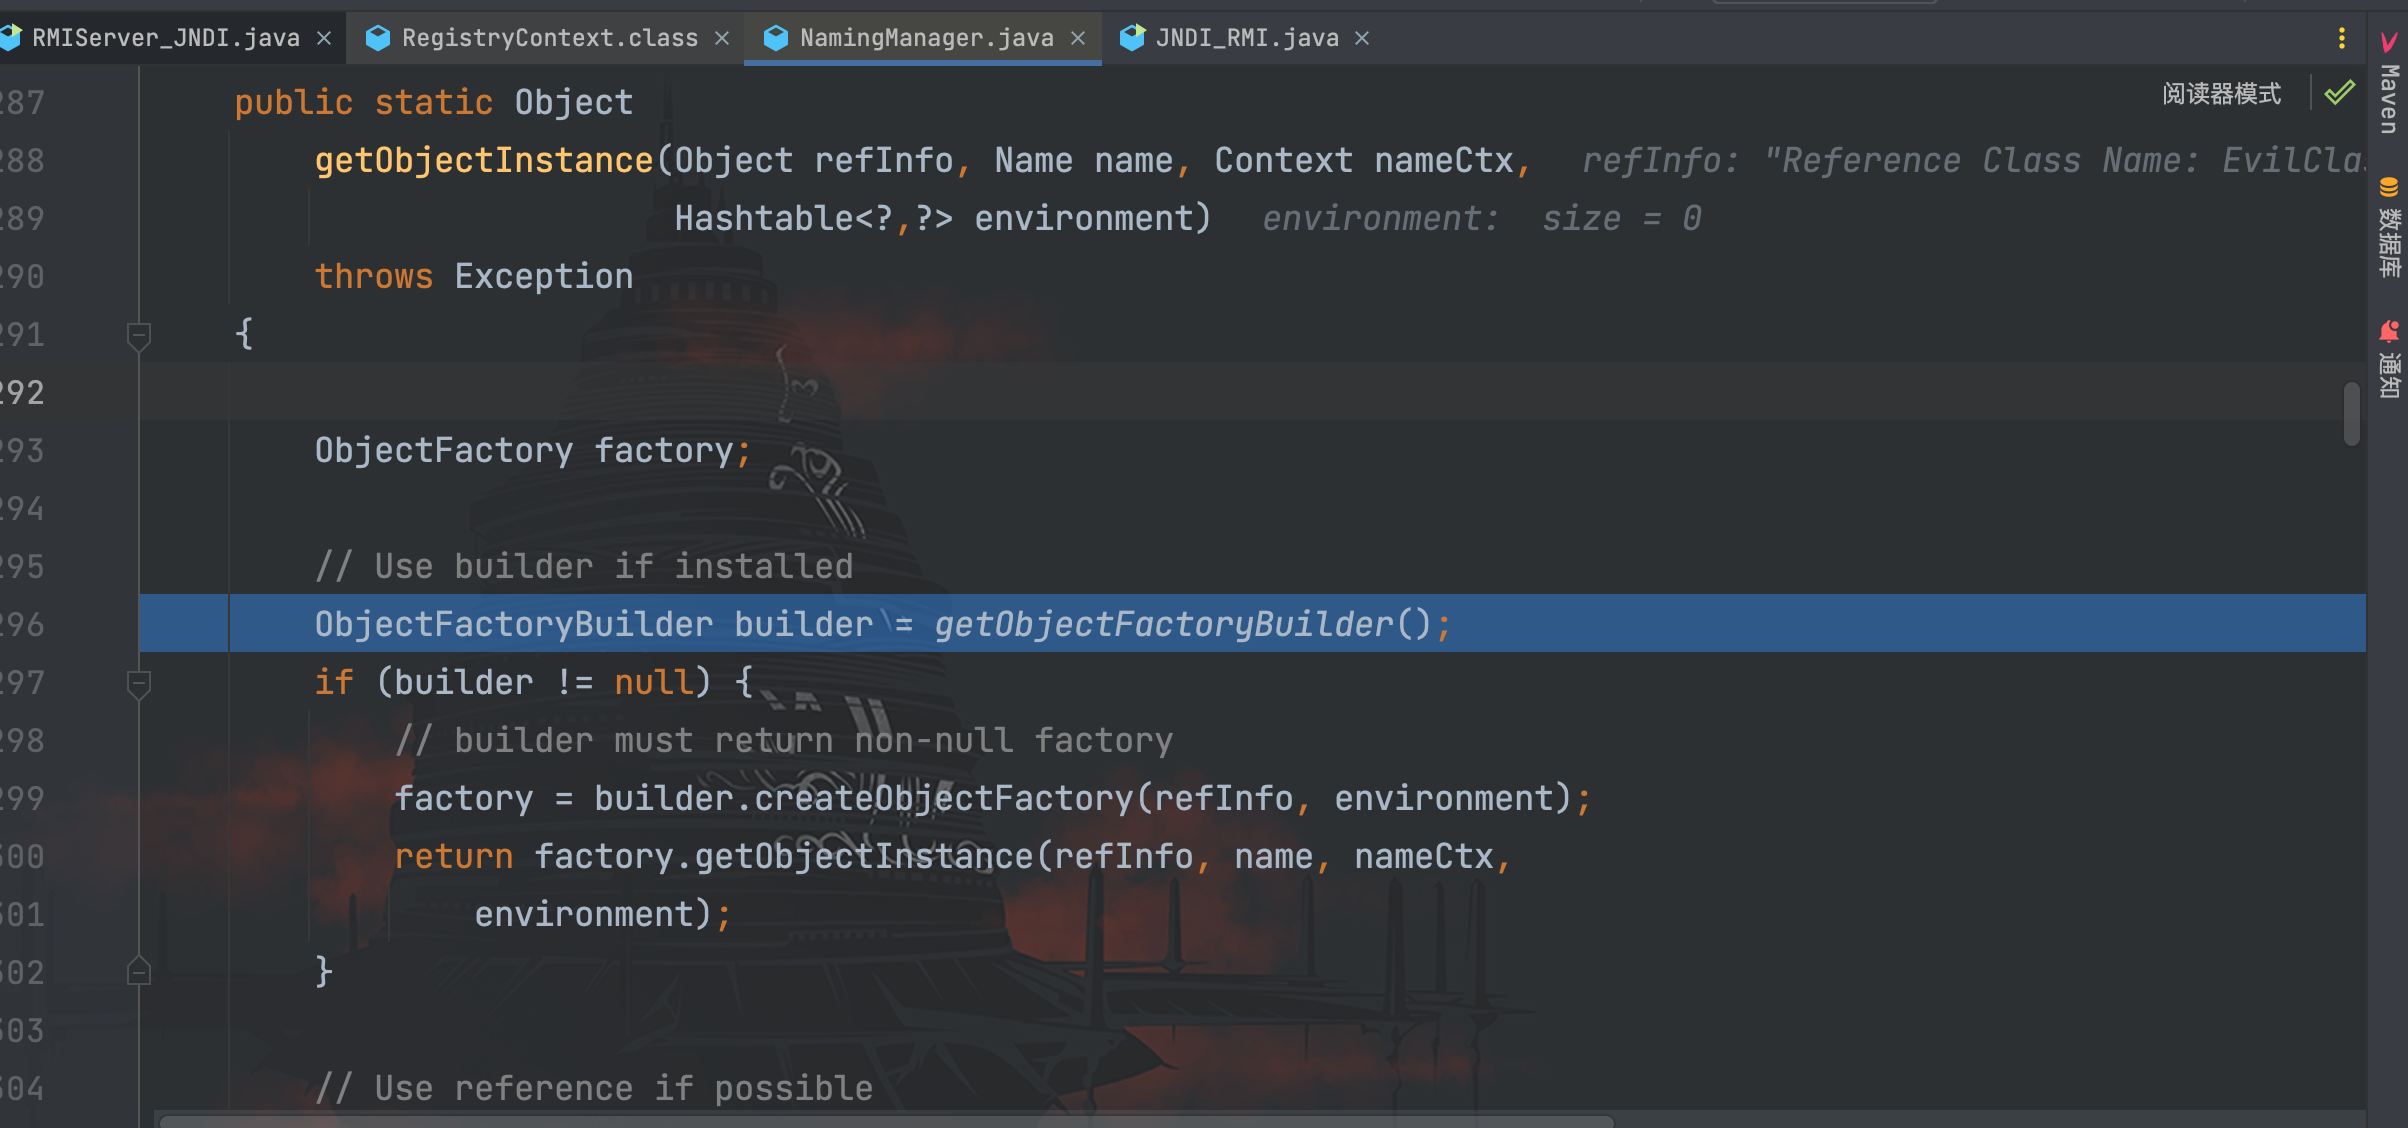 RMIServer_JNDI.java RegistryContext.class NamingManager.java JNDI_RMI.java
阅读器模式
Maven
数据库
通知
287 public static Object
288 getObjectInstance(Object refInfo, Name name, Context nameCtx, refInfo: "Reference Class Name: EvilCla
289 Hashtable<?,?> environment) environment: size = 0
290 throws Exception
291 {
292
293 ObjectFactory factory;
294
295 // Use builder if installed
296 ObjectFactoryBuilder builder = getObjectFactoryBuilder();
297 if (builder != null) {
298 // builder must return non-null factory
299 factory = builder.createObjectFactory(refInfo, environment);
300 return factory.getObjectInstance(refInfo, name, nameCtx,
301 environment);
302 }
303
304 // Use reference if possible